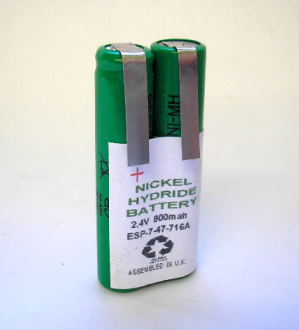 NI-MH
+
NICKEL
HYDRIDE
BATTERY
2.4V 800mah
ESP-7-47-716A
ASSEMBLED IN U.K.